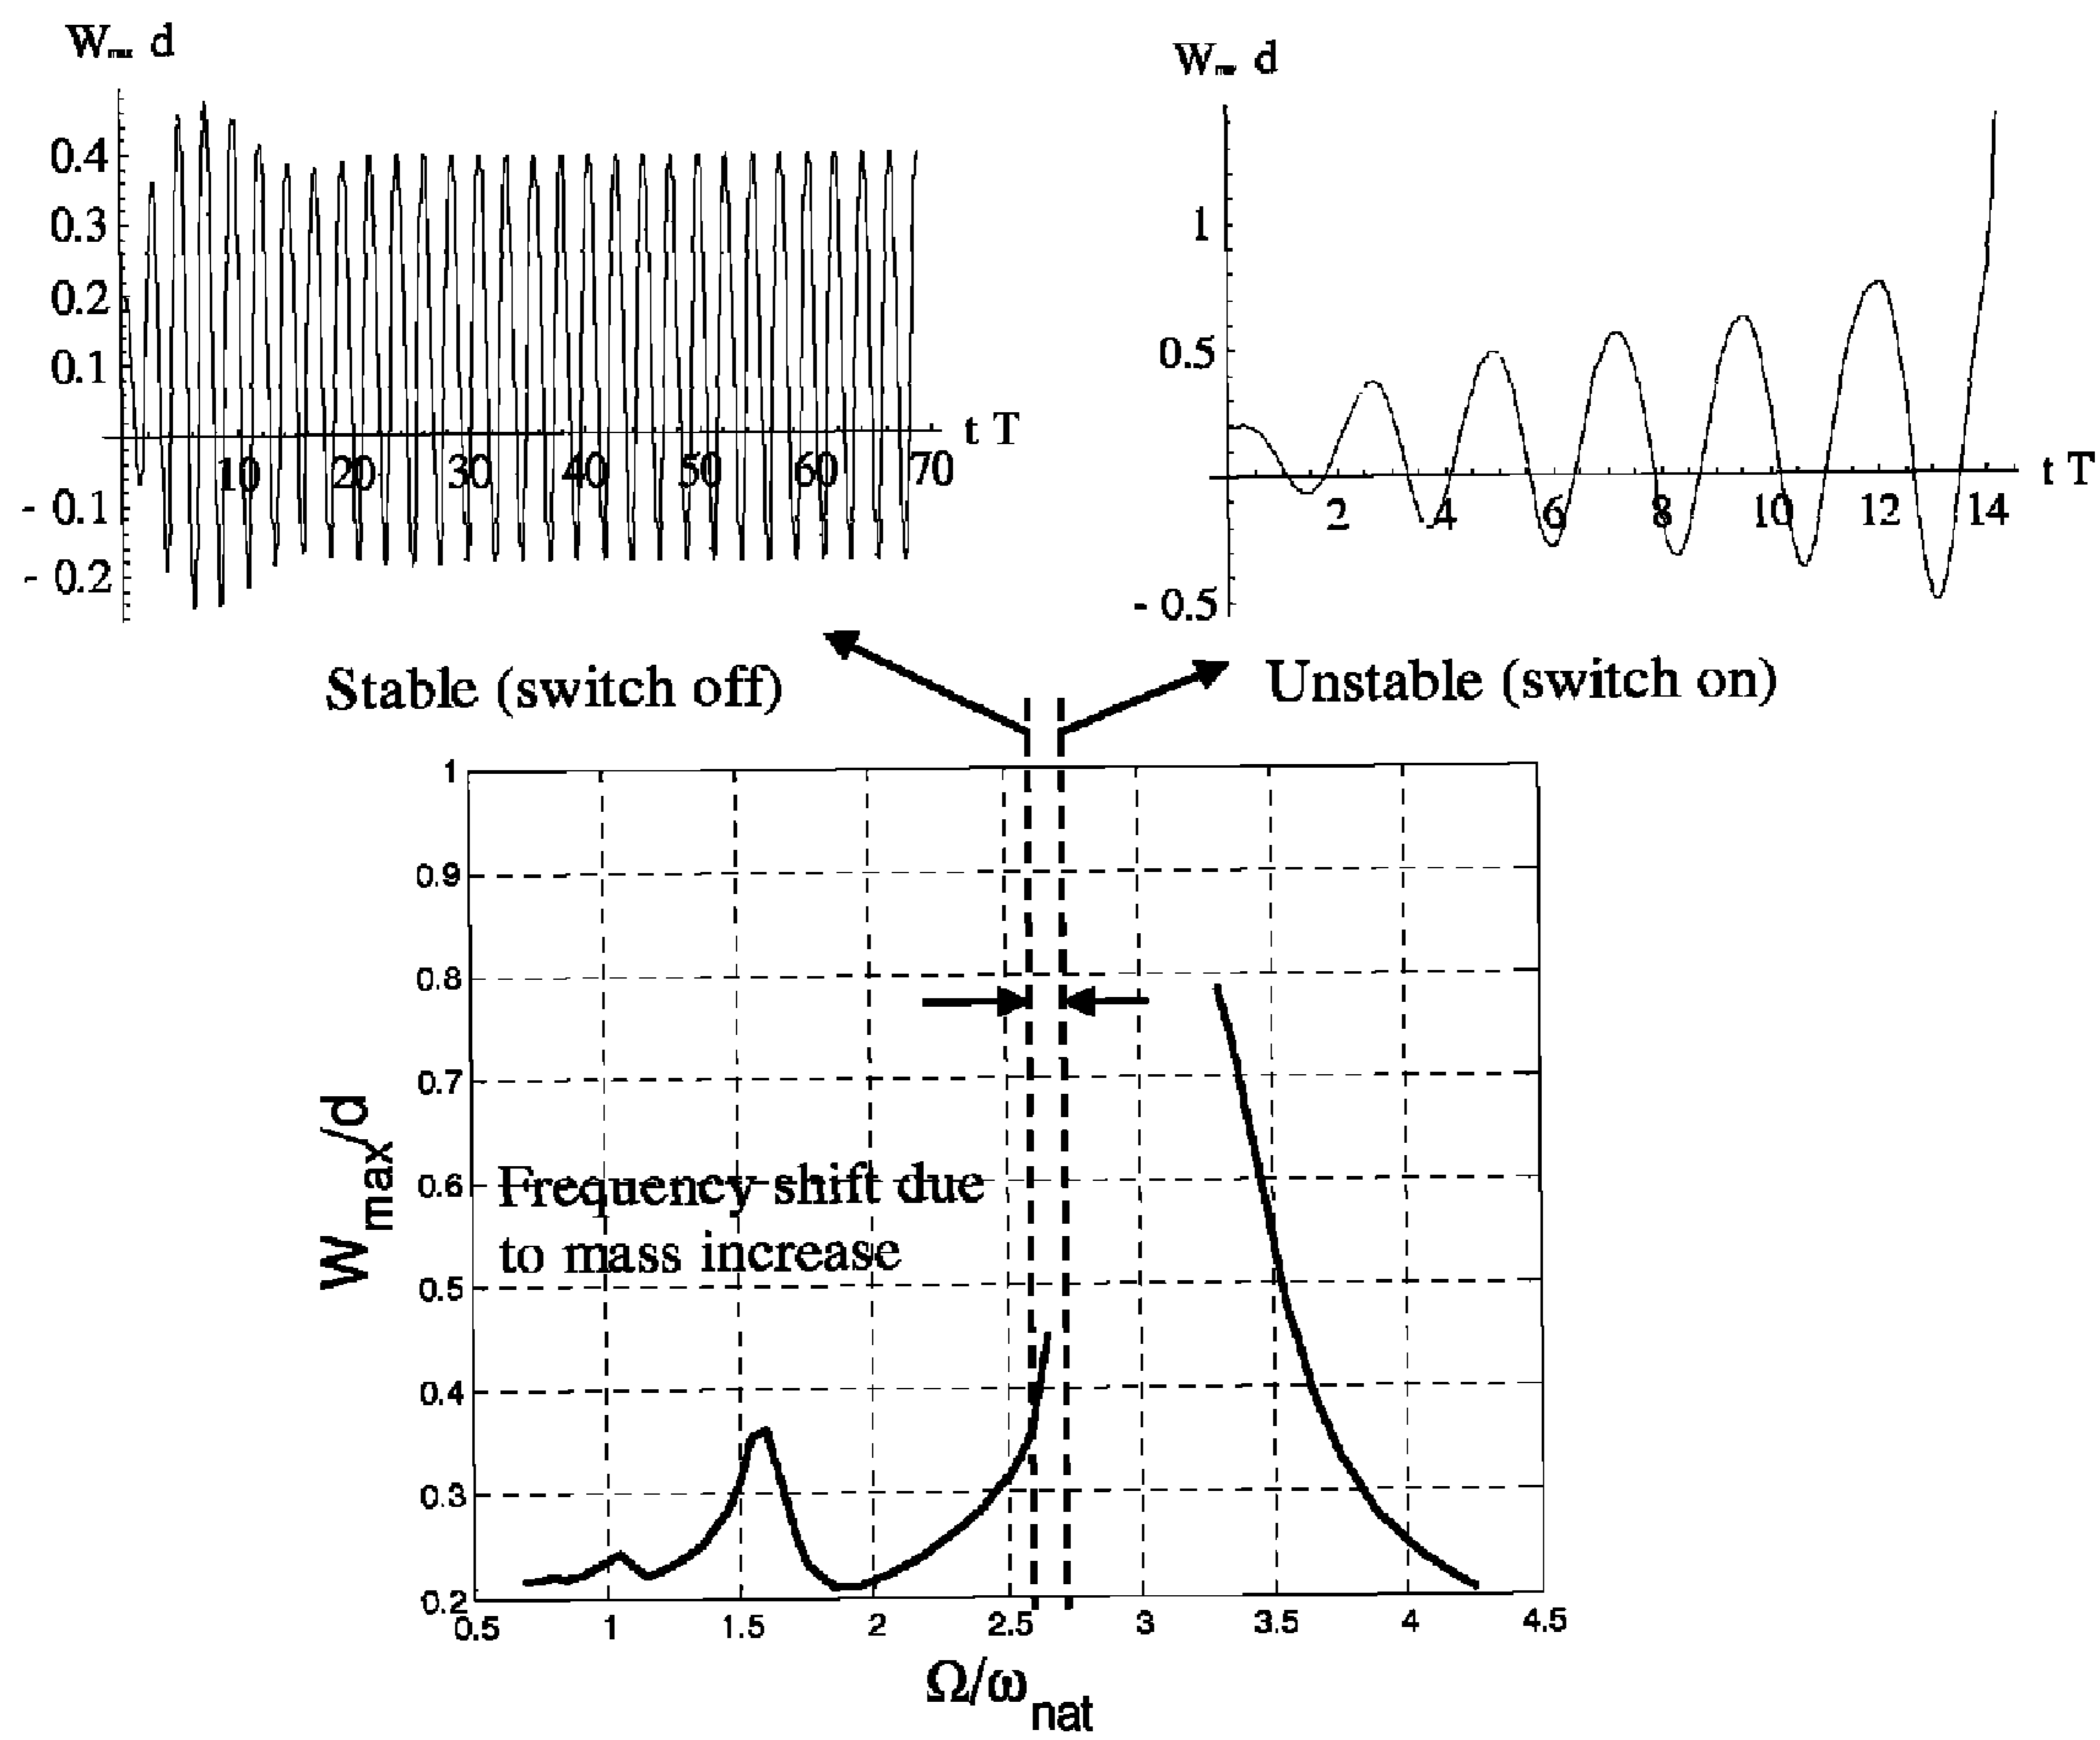 Wmax d
0.4
0.3
0.2
0.1
- 0.1
- 0.2
10 20 30 40 50 60 70
t T
Wmax d
1
0.5
- 0.5
2 4 6 8 10 12 14
t T
Stable (switch off)
Unstable (switch on)
1
0.9
0.8
0.7
0.6
0.5
0.4
0.3
0.2
Wmax/d
Frequency shift due
to mass increase
0.5 1 1.5 2 2.5 3 3.5 4 4.5
Ω/ωnat